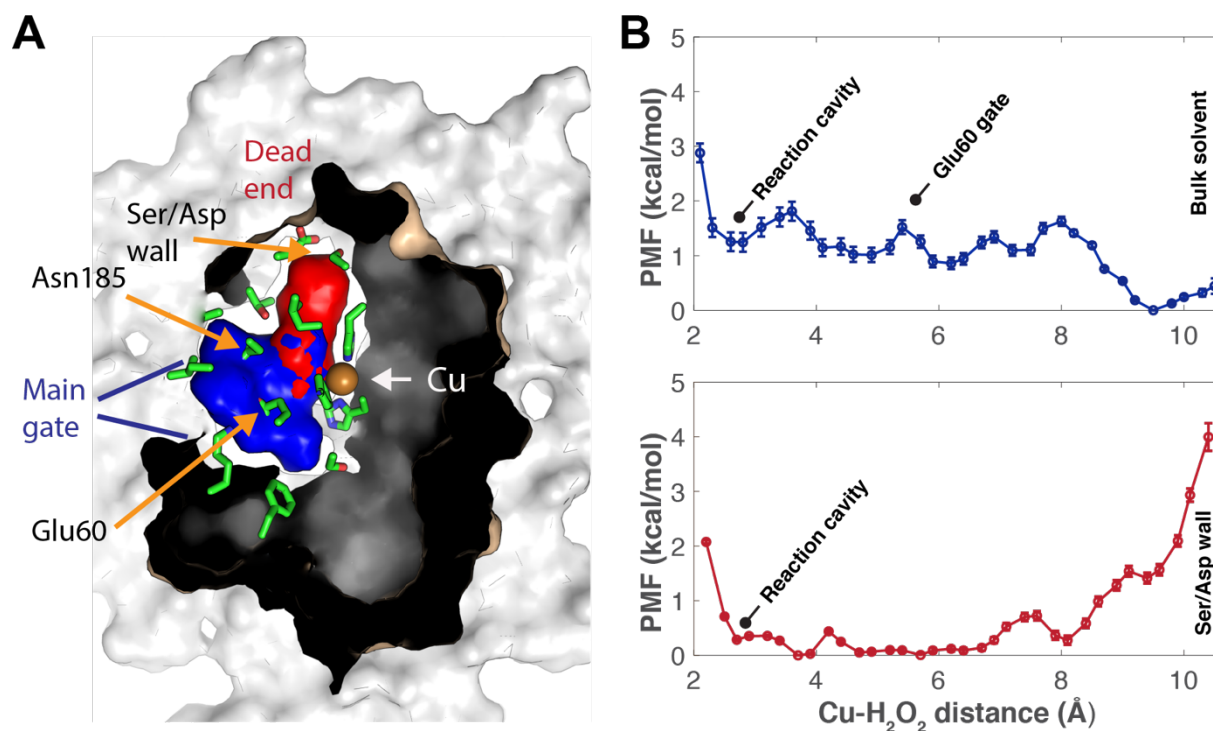 A
Dead
end
Ser/Asp
wall
Asn185
Cu
Main
gate
Glu60
B
5
4
3
2
1
0
PMF (kcal/mol)
Reaction cavity
Glu60 gate
Bulk solvent
2
4
6
8
10
5
4
3
2
1
0
PMF (kcal/mol)
Reaction cavity
Ser/Asp wall
2
4
6
8
10
Cu-H₂O₂ distance (Å)